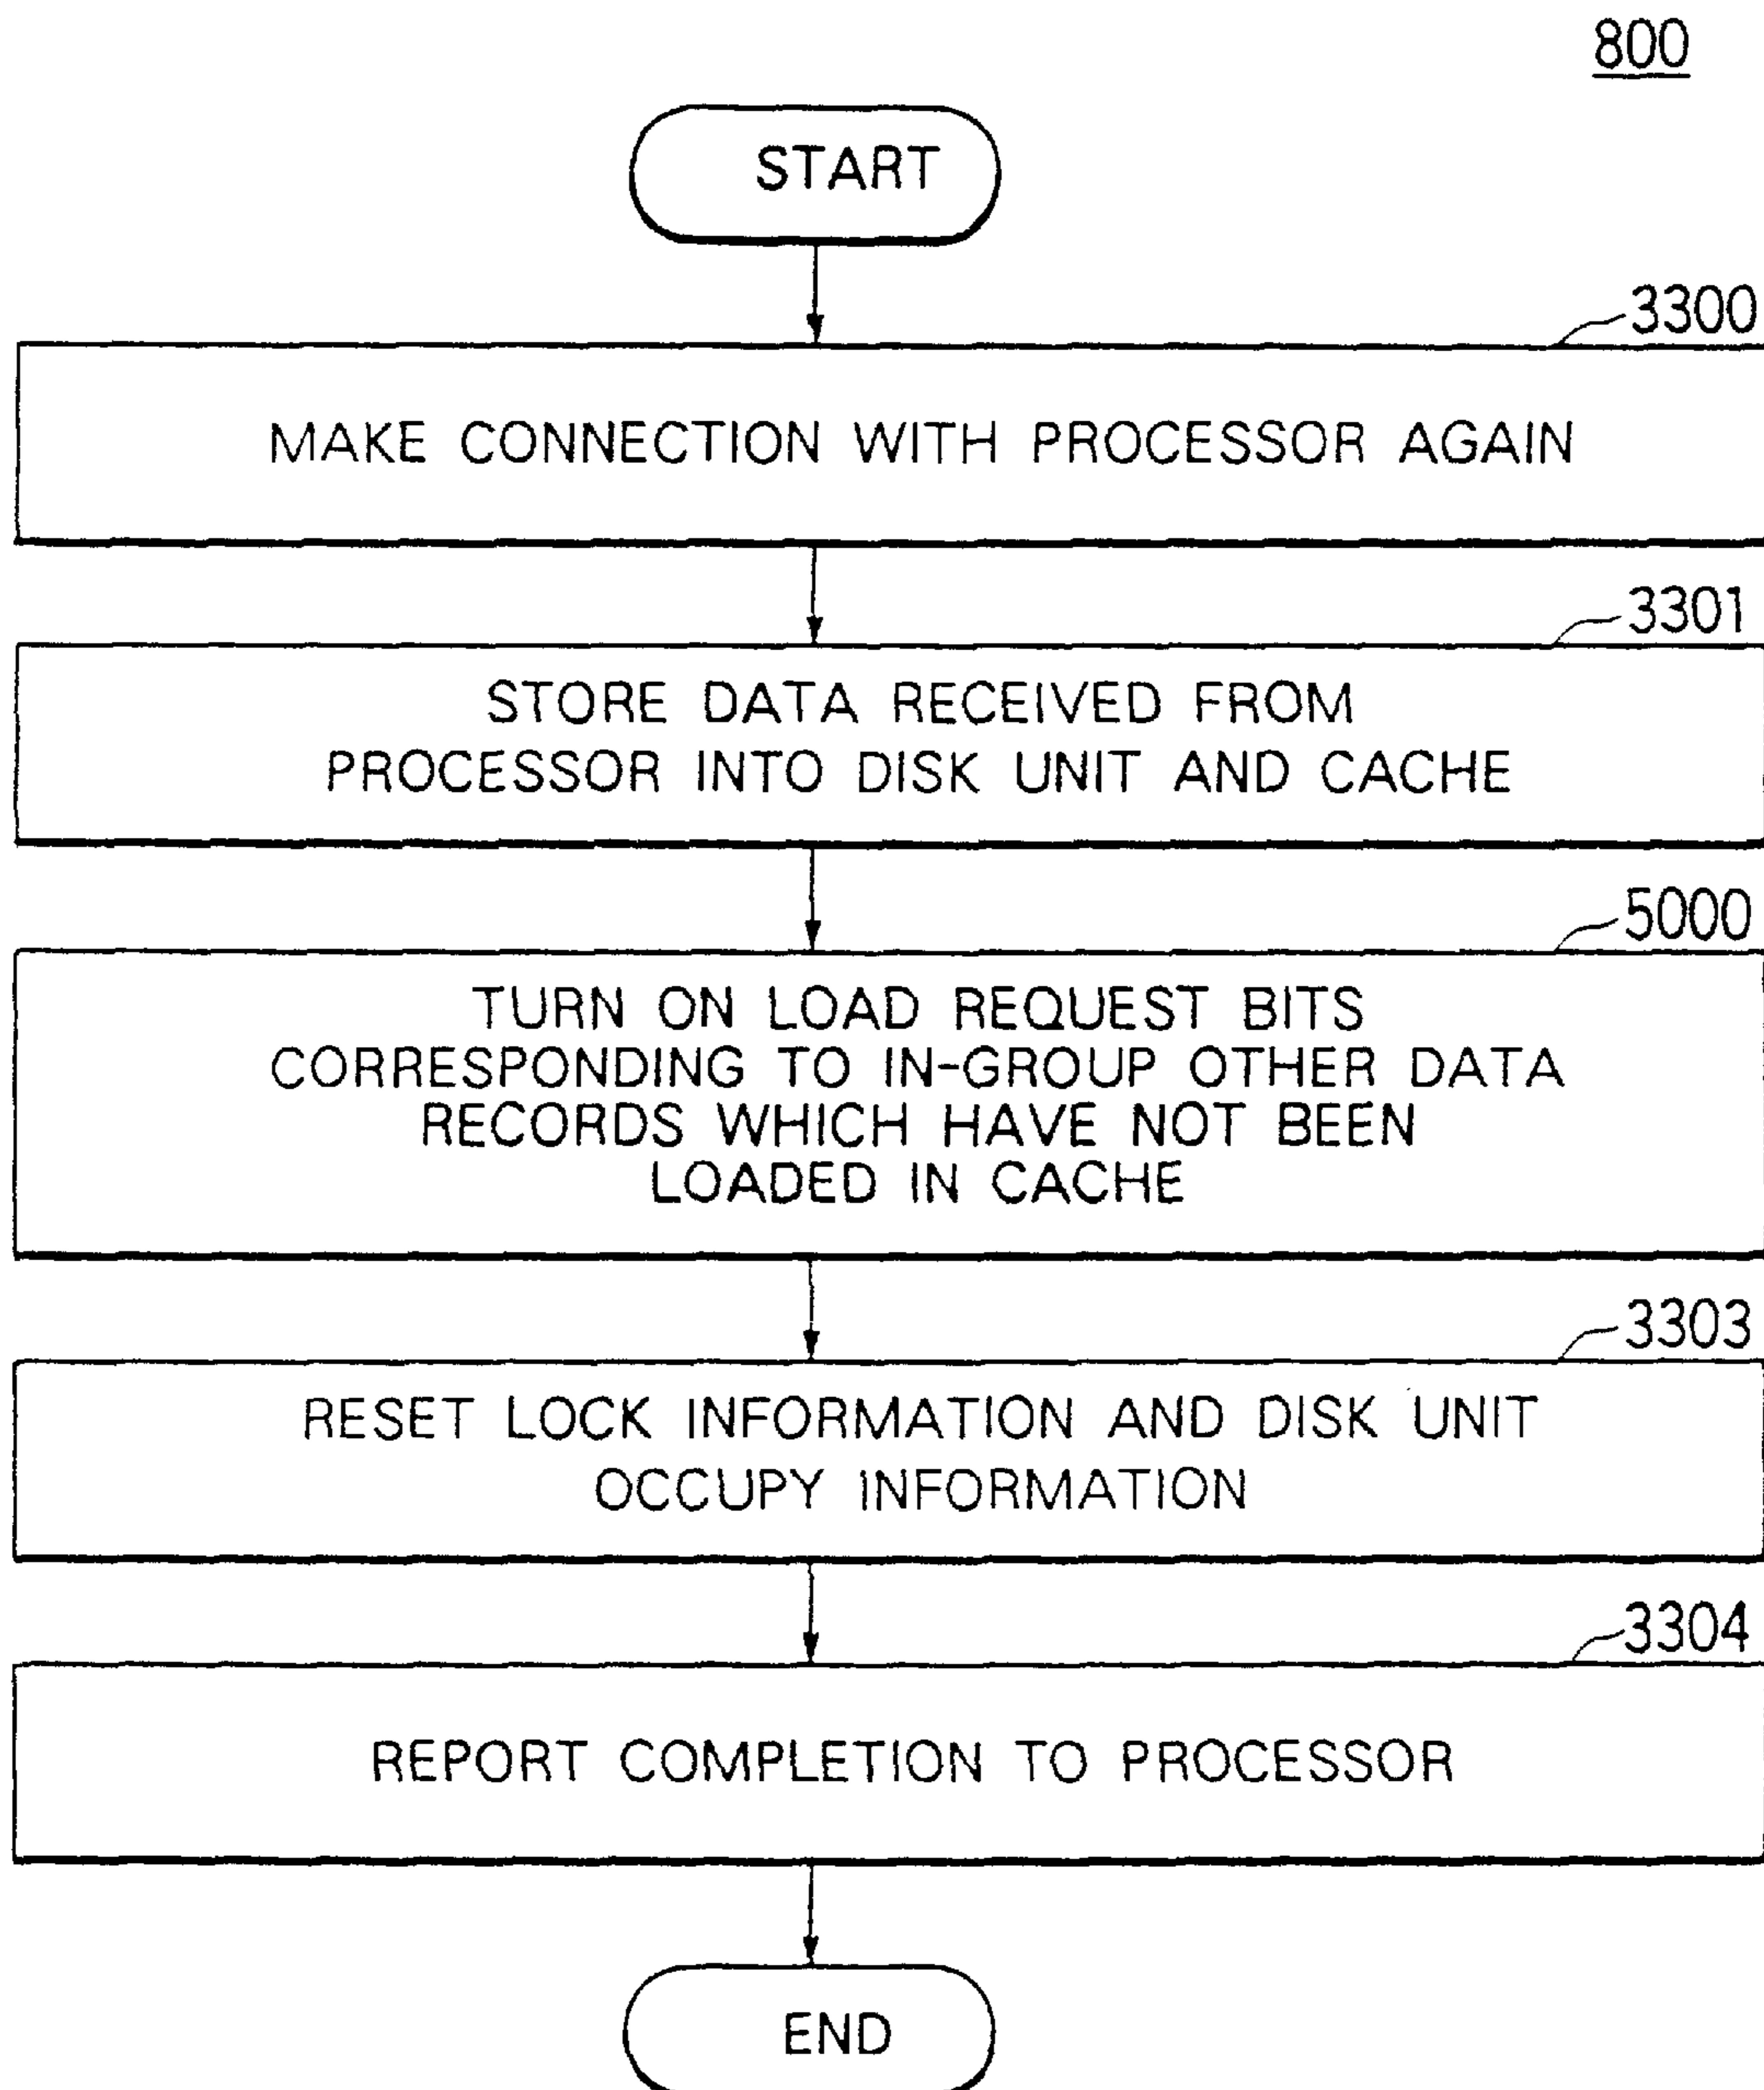 800
START
3300
MAKE CONNECTION WITH PROCESSOR AGAIN
3301
STORE DATA RECEIVED FROM
PROCESSOR INTO DISK UNIT AND CACHE
5000
TURN ON LOAD REQUEST BITS
CORRESPONDING TO IN-GROUP OTHER DATA
RECORDS WHICH HAVE NOT BEEN
LOADED IN CACHE
3303
RESET LOCK INFORMATION AND DISK UNIT
OCCUPY INFORMATION
3304
REPORT COMPLETION TO PROCESSOR
END